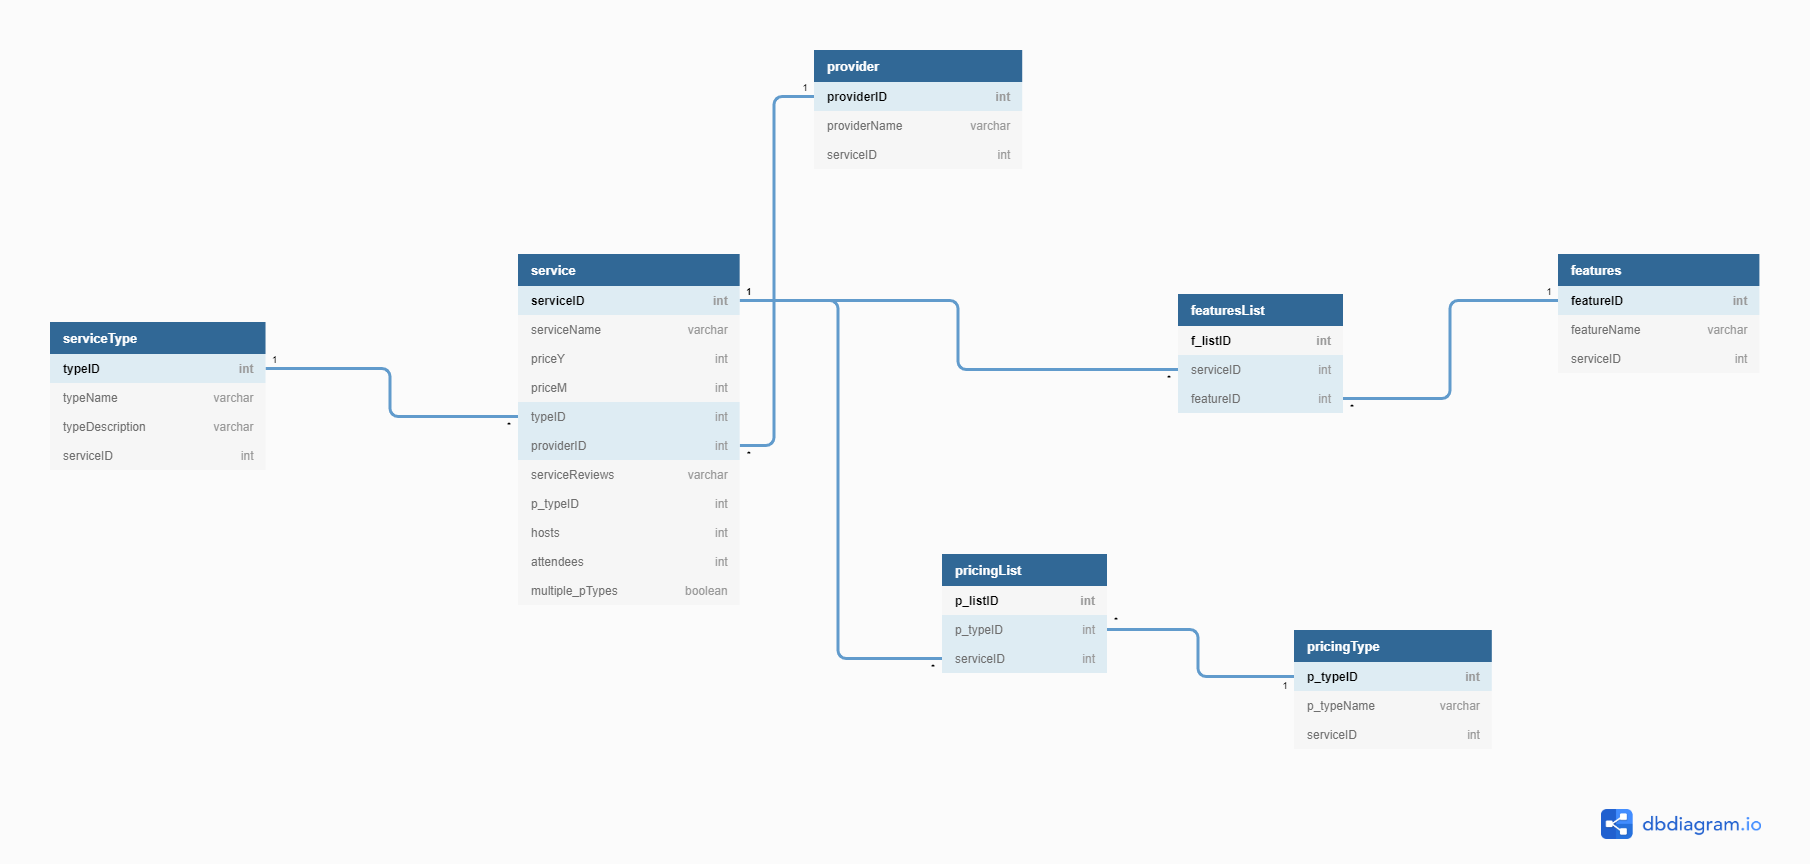 provider
1
providerID int
providerName varchar
serviceID int
service
serviceID int
1
serviceName varchar
priceY int
priceM int
typeID int
*
providerID int
*
serviceReviews varchar
p_typeID int
hosts int
attendees int
multiple_pTypes boolean
serviceType
1
typeID int
typeName varchar
typeDescription varchar
serviceID int
featuresList
f_listID int
serviceID int
*
featureID int
*
features
1
featureID int
featureName varchar
serviceID int
pricingList
p_listID int
*
p_typeID int
serviceID int
*
pricingType
p_typeID int
1
p_typeName varchar
serviceID int
dbdiagram.io